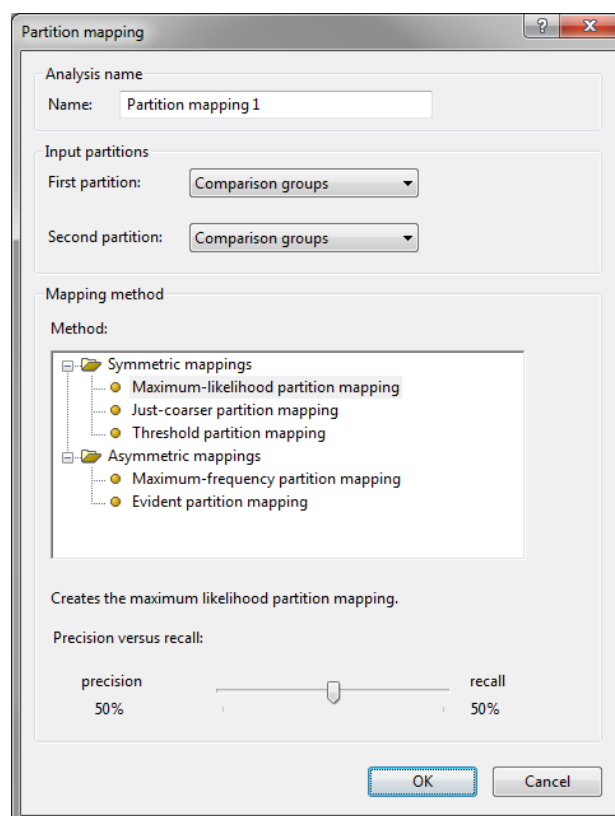 Partition mapping
Analysis name
Name: Partition mapping 1
Input partitions
First partition: Comparison groups
Second partition: Comparison groups
Mapping method
Method:
Symmetric mappings
Maximum-likelihood partition mapping
Just-coarser partition mapping
Threshold partition mapping
Asymmetric mappings
Maximum-frequency partition mapping
Evident partition mapping
Creates the maximum likelihood partition mapping.
Precision versus recall:
precision recall
50% 50%
OK Cancel